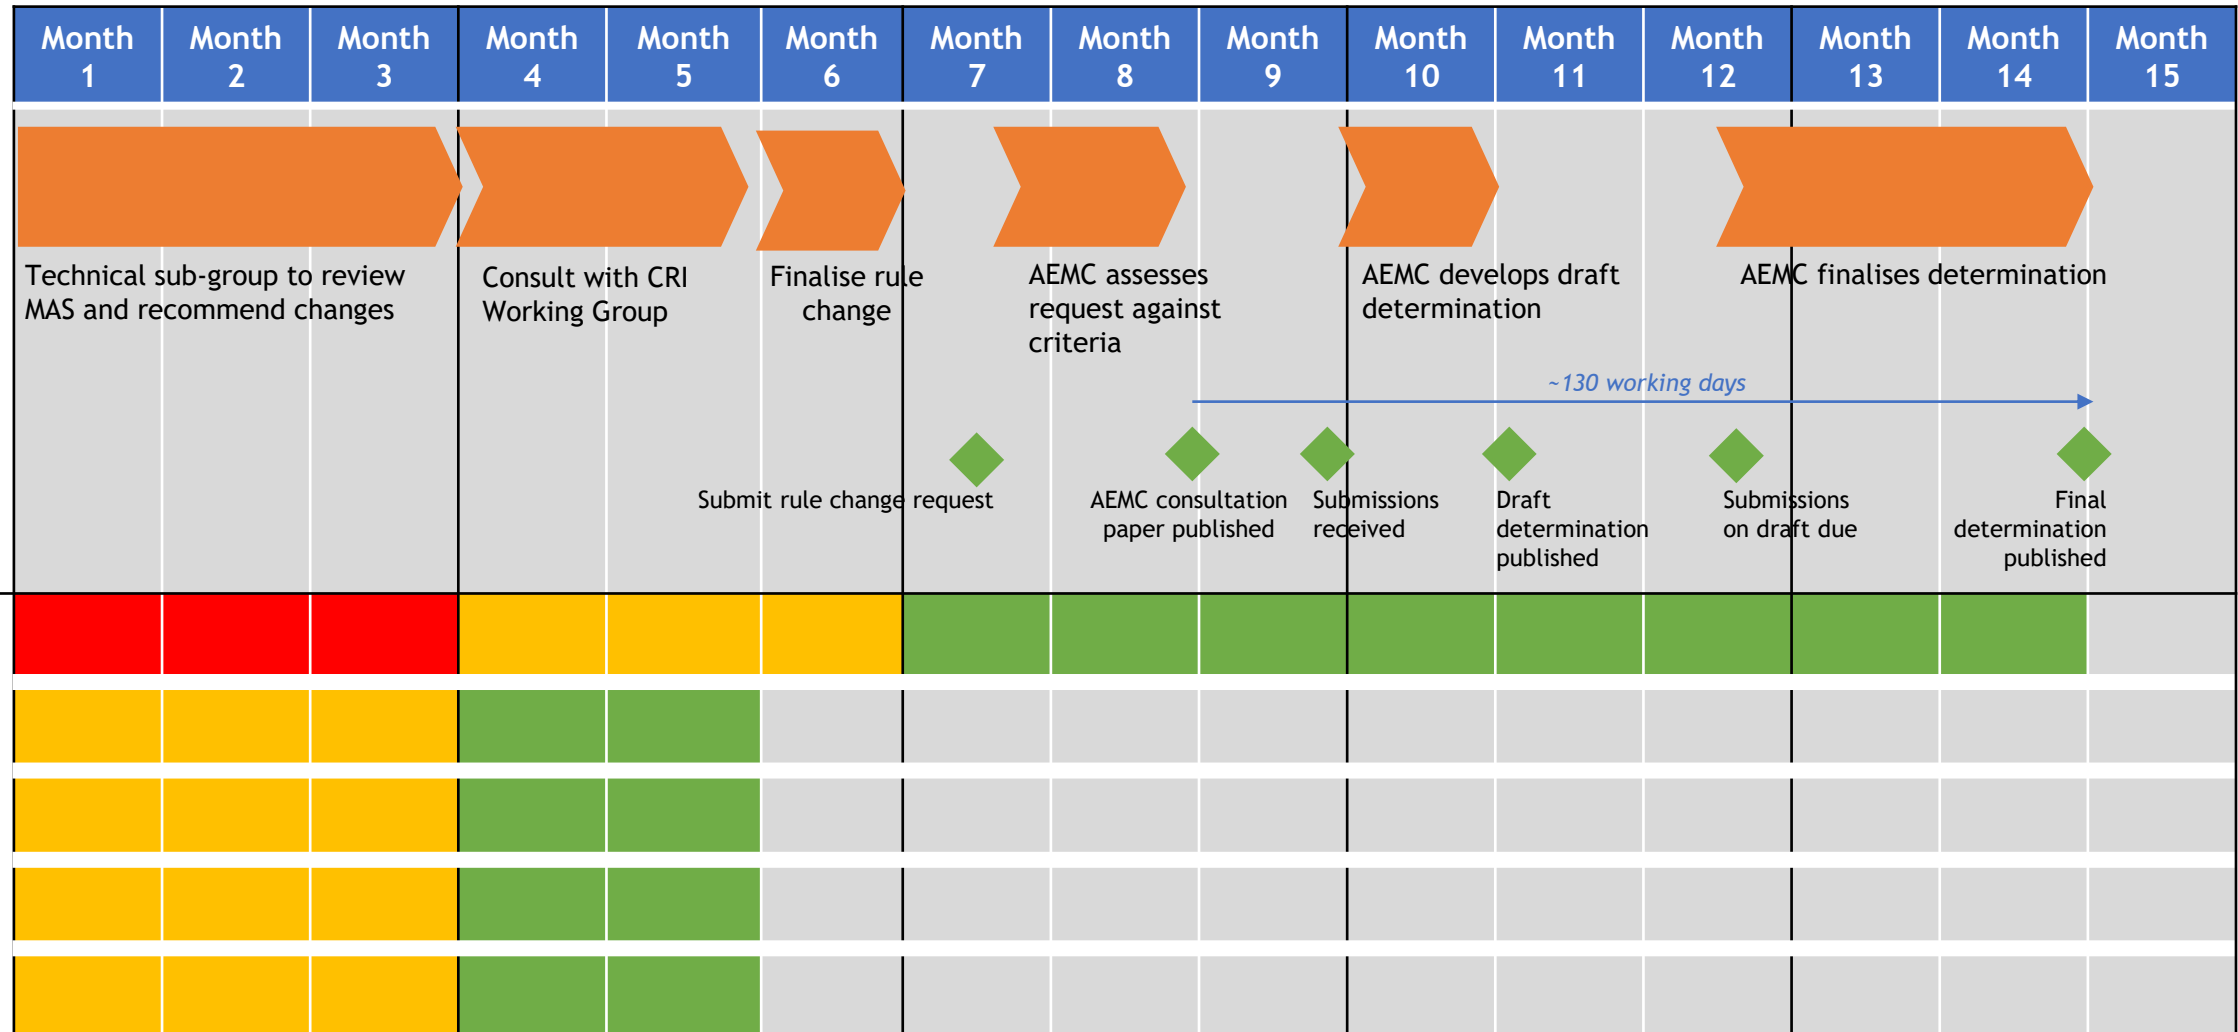 Month
1
Month
2
Month
3
Month
4
Month
5
Month
6
Month
7
Month
8
Month
9
Month
10
Month
11
Month
12
Month
13
Month
14
Month
15
Technical sub-group to review
MAS and recommend changes
Consult with CRI
Working Group
Finalise rule
change
AEMC assesses
request against
criteria
AEMC develops draft
determination
AEMC finalises determination
~130 working days
Submit rule change request
AEMC consultation
paper published
Submissions
received
Draft
determination
published
Submissions
on draft due
Final
determination
published